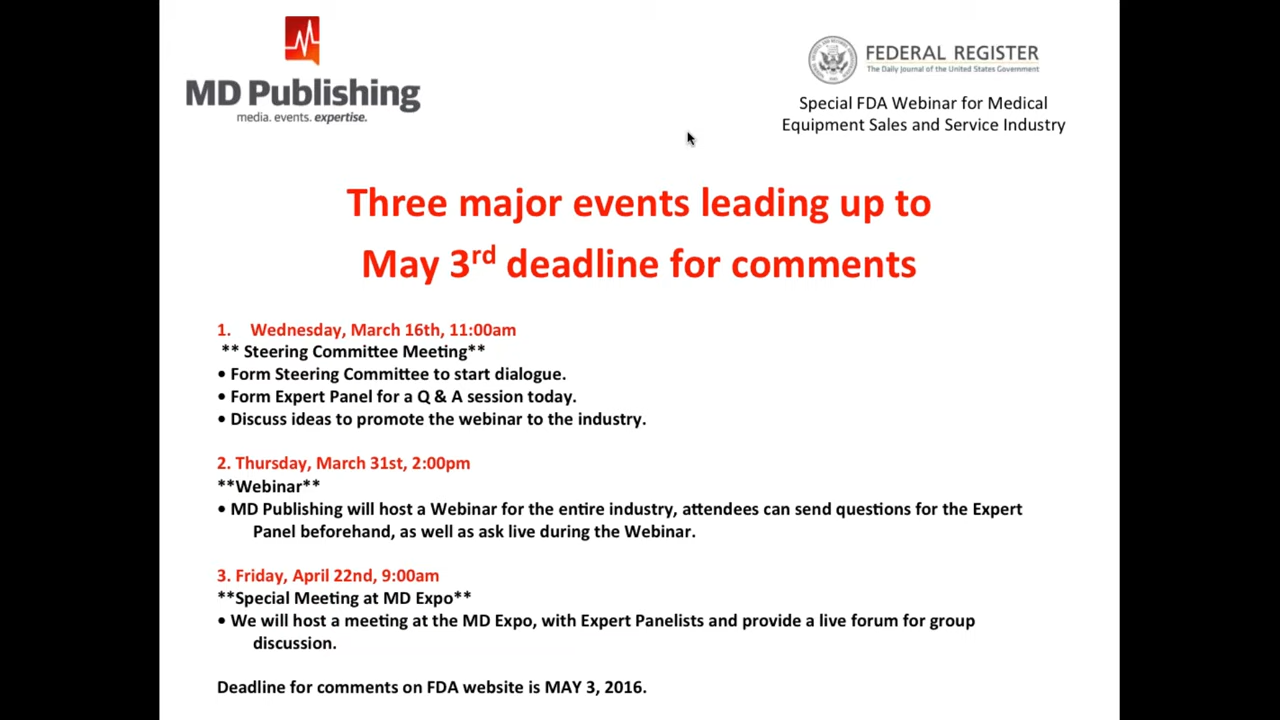 MD Publishing
media. events. expertise.
FEDERAL REGISTER
The Daily Journal of the United States Government
Special FDA Webinar for Medical
Equipment Sales and Service Industry
Three major events leading up to
May 3rd deadline for comments
1. Wednesday, March 16th, 11:00am
** Steering Committee Meeting**
• Form Steering Committee to start dialogue.
• Form Expert Panel for a Q & A session today.
• Discuss ideas to promote the webinar to the industry.
2. Thursday, March 31st, 2:00pm
**Webinar**
• MD Publishing will host a Webinar for the entire industry, attendees can send questions for the Expert
Panel beforehand, as well as ask live during the Webinar.
3. Friday, April 22nd, 9:00am
**Special Meeting at MD Expo**
• We will host a meeting at the MD Expo, with Expert Panelists and provide a live forum for group
discussion.
Deadline for comments on FDA website is MAY 3, 2016.